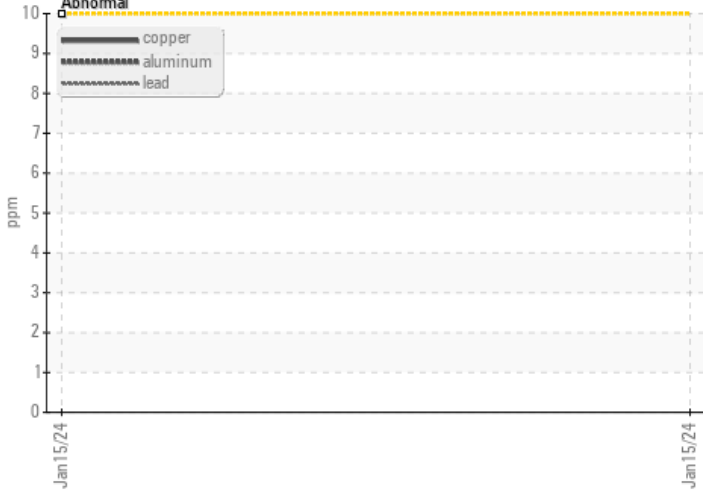 Abnormal
10
copper
9
aluminum
lead
8
7
6
5
ppm
4
3
2
1
0
Jan15/24
Jan15/24